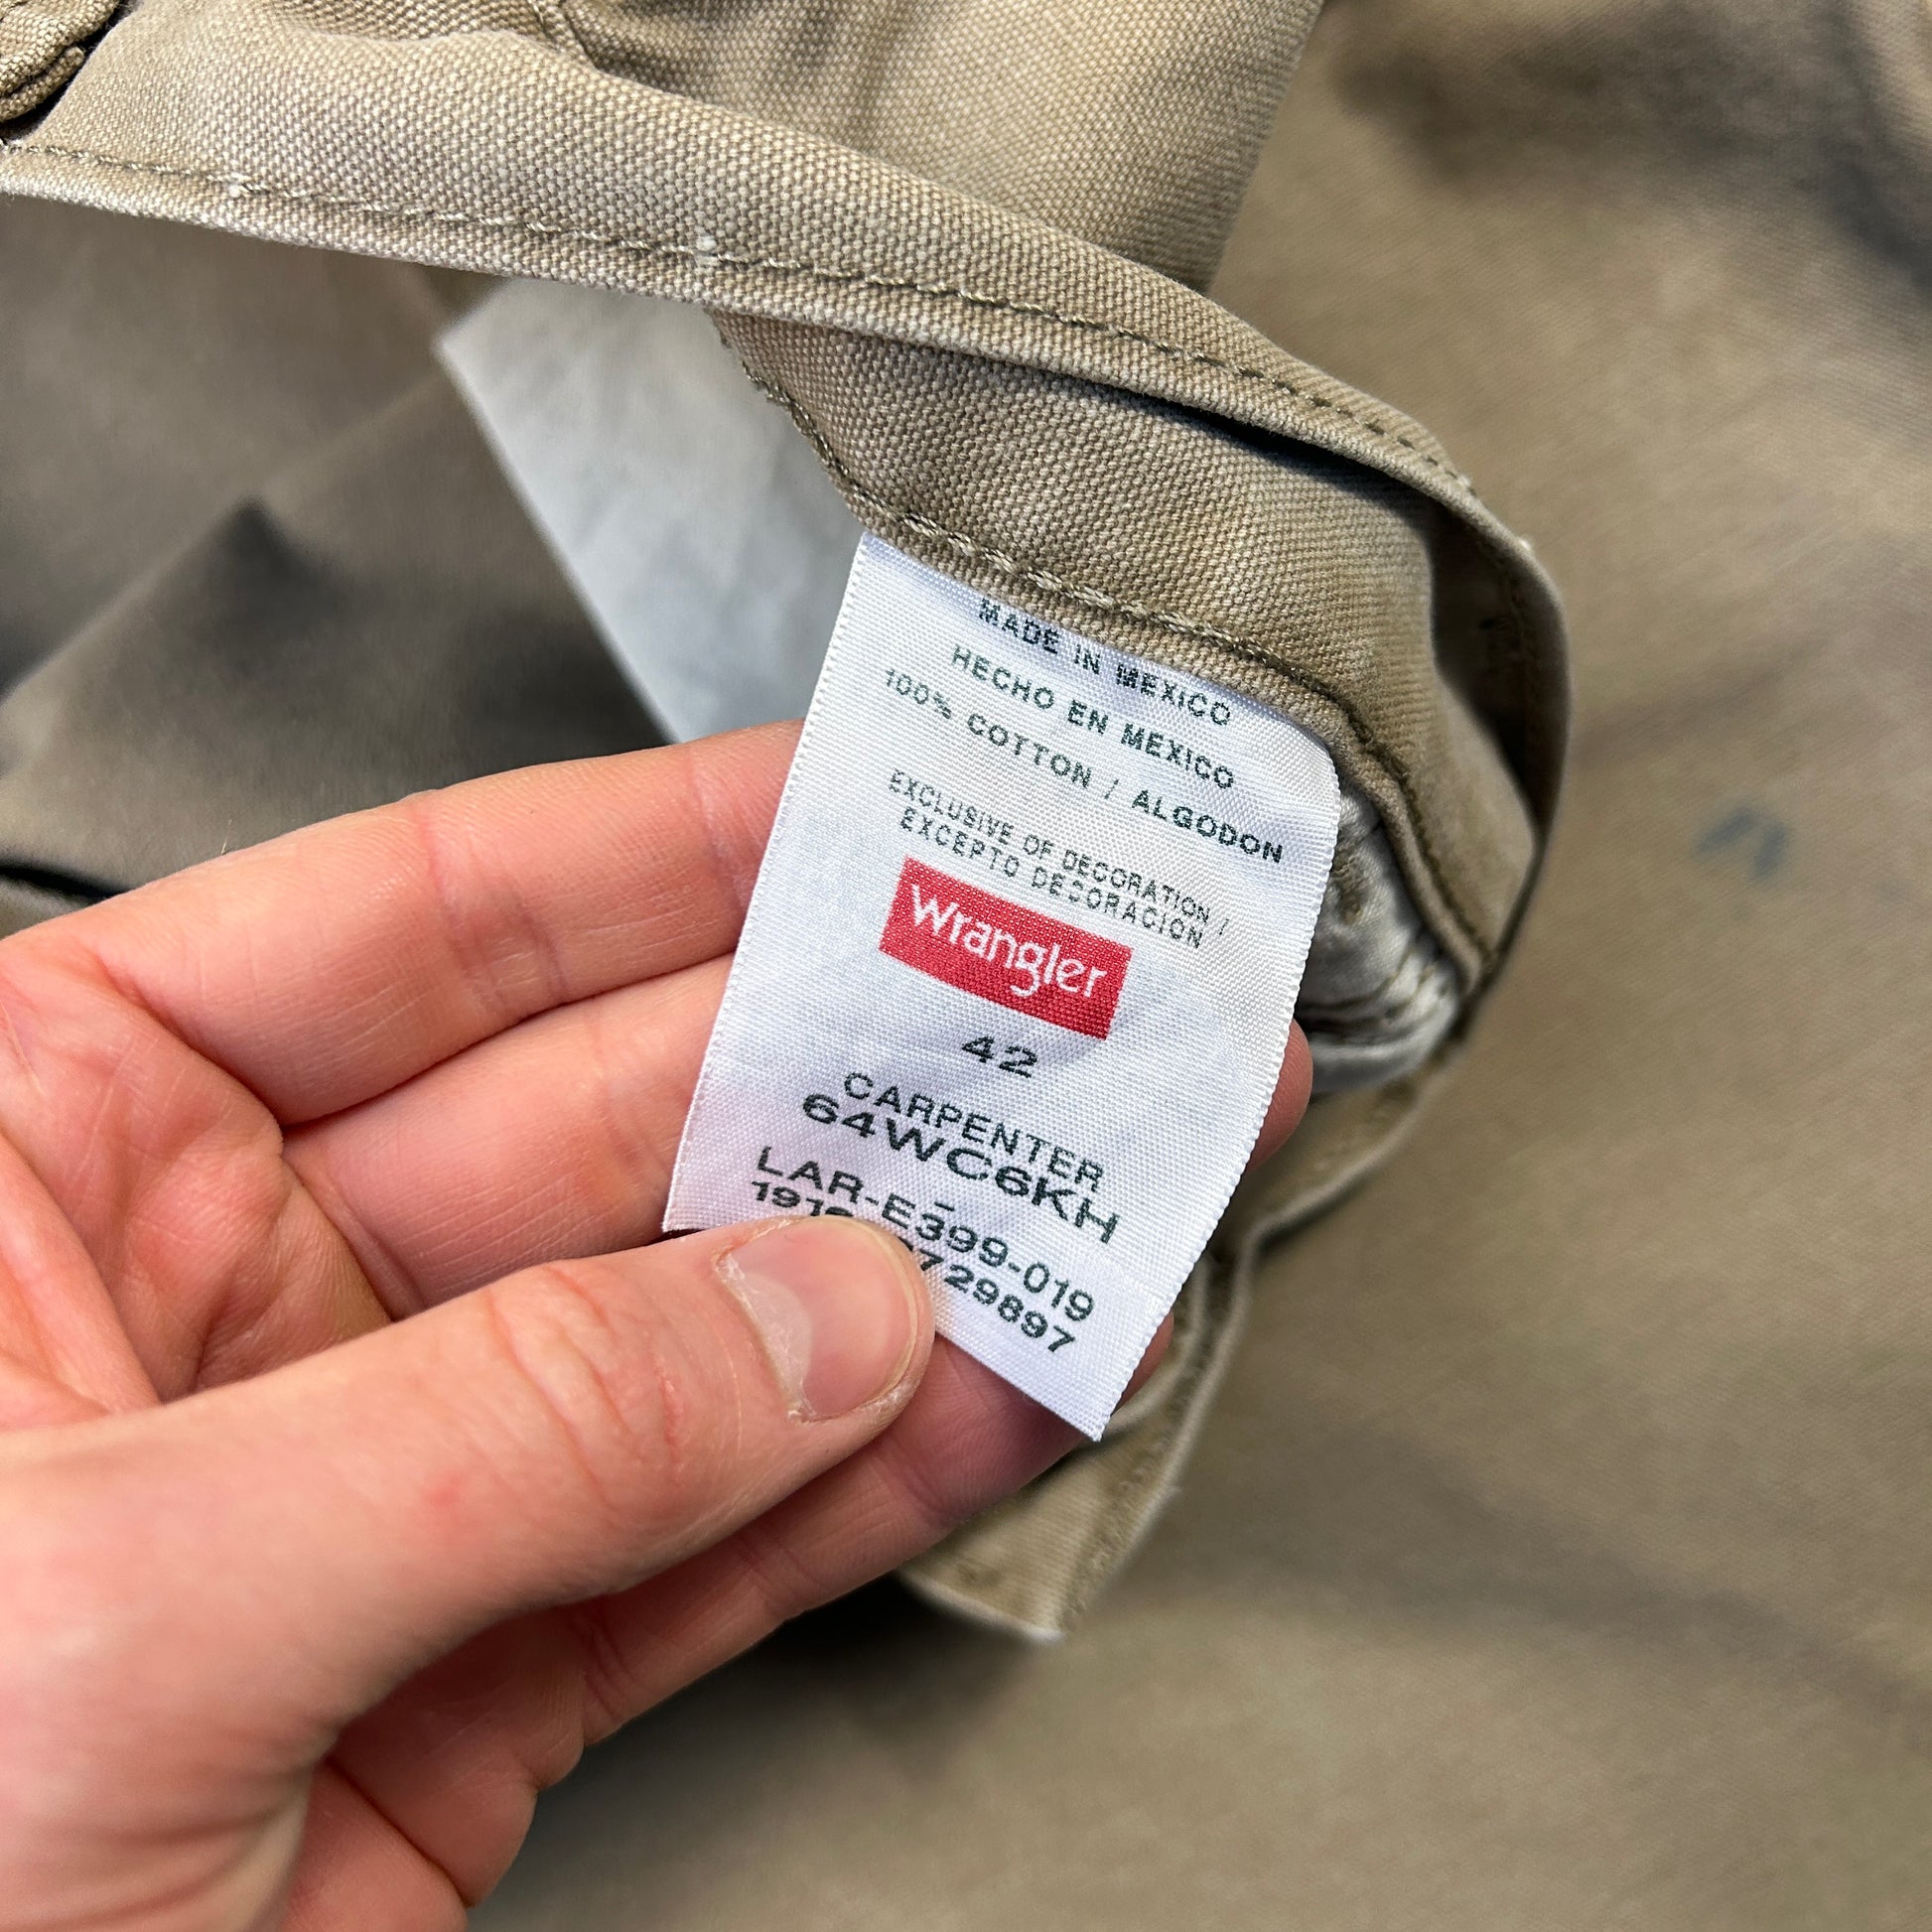 MADE IN MEXICO
HECHO EN MEXICO
100% COTTON / ALGODON
EXCLUSIVE OF DECORATION /
EXCEPTO DECORACION
Wrangler
42
CARPENTER
64WC6KH
LAR-E399-019